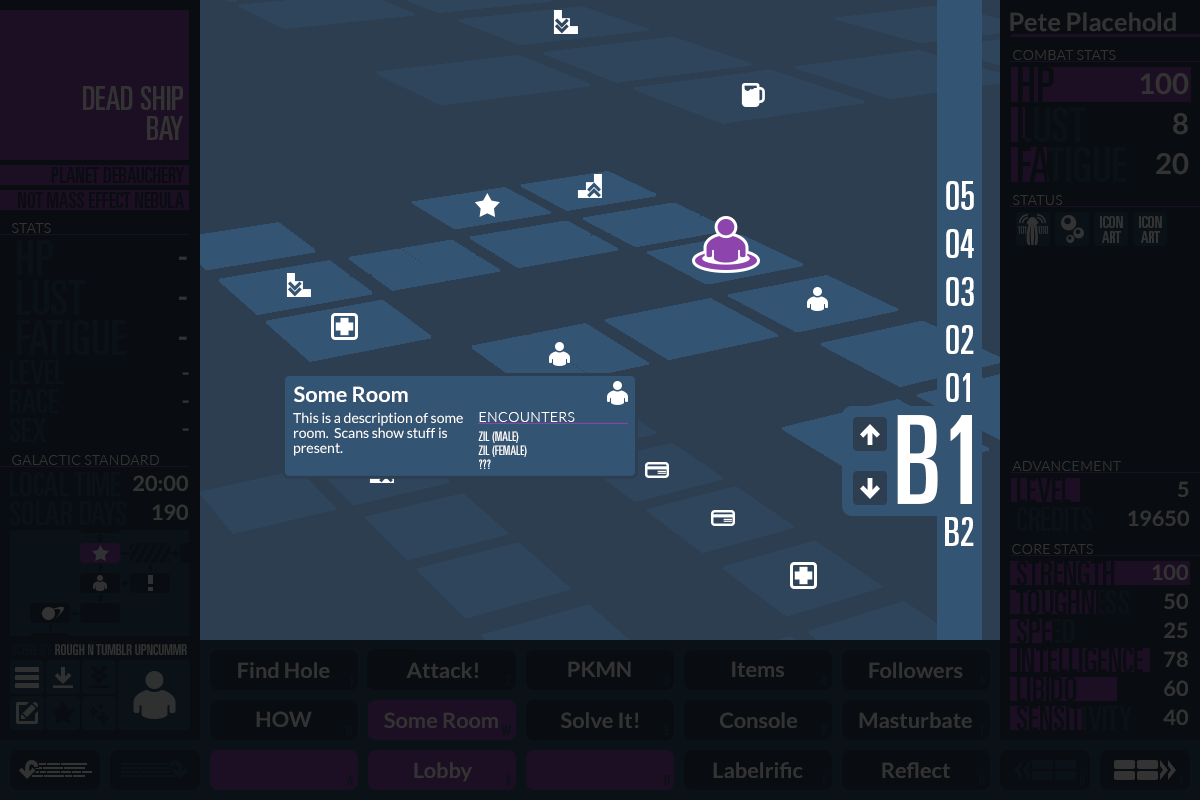 DEAD SHIP
BAY
PLANET DEBAUCHERY
NOT MASS EFFECT NEBULA
STATS
HP -
LUST -
FATIGUE -
LEVEL -
RACE -
SEX -
GALACTIC STANDARD
LOCAL TIME 20:00
SOLAR DAYS 190
ROUGH N TUMBLR UPNCUMMR
05
04
03
02
01
B1
B2
Some Room
This is a description of some
room. Scans show stuff is
present.
ENCOUNTERS
ZIL (MALE)
ZIL (FEMALE)
???
Pete Placehold
COMBAT STATS
HP 100
LUST 8
FATIGUE 20
STATUS
ICON
ART
ICON
ART
ADVANCEMENT
LEVEL 5
CREDITS 19650
CORE STATS
STRENGTH 100
TOUGHNESS 50
SPEED 25
INTELLIGENCE 78
LIBIDO 60
SENSITIVITY 40
Find Hole Attack! PKMN Items Followers
HOW Some Room Solve It! Console Masturbate
Lobby Labelrific Reflect